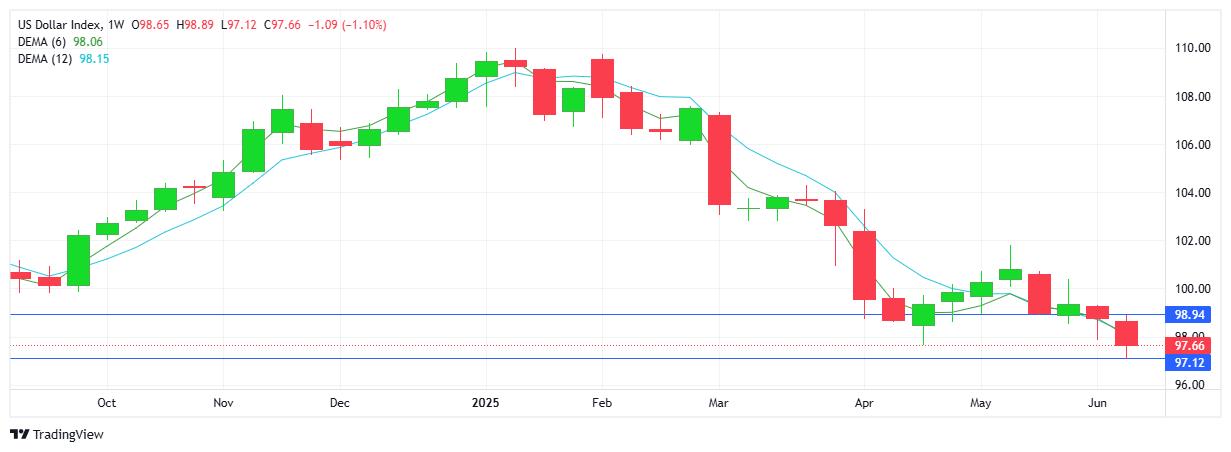 US Dollar Index, 1W O98.65 H98.89 L97.12 C97.66 −1.09 (−1.10%)
DEMA (6) 98.06
DEMA (12) 98.15
110.00
108.00
106.00
104.00
102.00
100.00
98.94
98.00
97.66
97.12
96.00
Oct Nov Dec 2025 Feb Mar Apr May Jun
TradingView